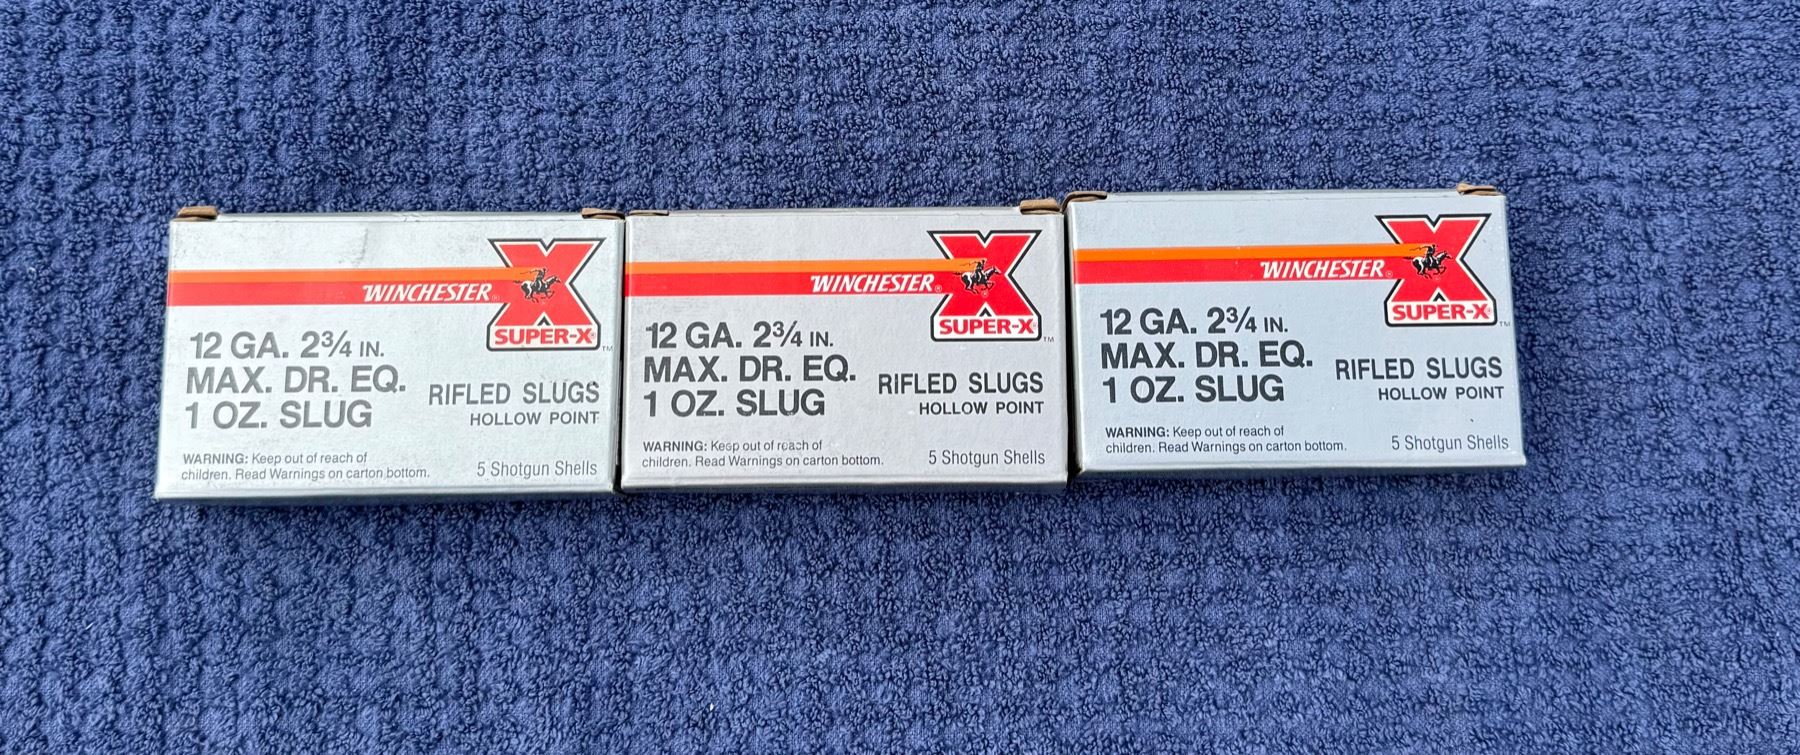 WINCHESTER®
SUPER-X®
TM
12 GA. 2¾ IN.
MAX. DR. EQ.
1 OZ. SLUG
RIFLED SLUGS
HOLLOW POINT
WARNING: Keep out of reach of
children. Read Warnings on carton bottom.
5 Shotgun Shells
WINCHESTER®
SUPER-X®
TM
12 GA. 2¾ IN.
MAX. DR. EQ.
1 OZ. SLUG
RIFLED SLUGS
HOLLOW POINT
WARNING: Keep out of reach of
children. Read Warnings on carton bottom.
5 Shotgun Shells
WINCHESTER®
SUPER-X®
TM
12 GA. 2¾ IN.
MAX. DR. EQ.
1 OZ. SLUG
RIFLED SLUGS
HOLLOW POINT
WARNING: Keep out of reach of
children. Read Warnings on carton bottom.
5 Shotgun Shells